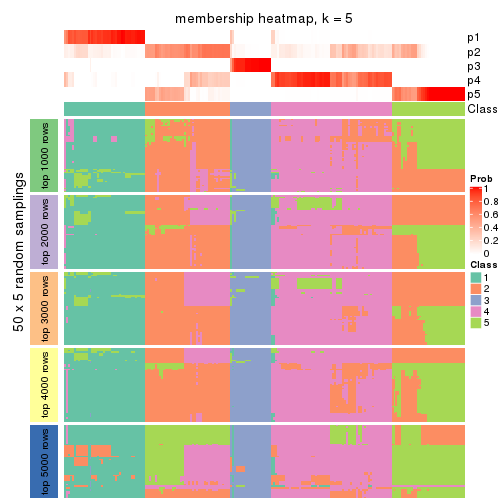 membership heatmap, k = 5
p1
p2
p3
p4
p5
Class
50 x 5 random samplings
top 1000 rows
top 2000 rows
top 3000 rows
top 4000 rows
top 5000 rows
Prob
1
0.8
0.6
0.4
0.2
0
Class
1
2
3
4
5